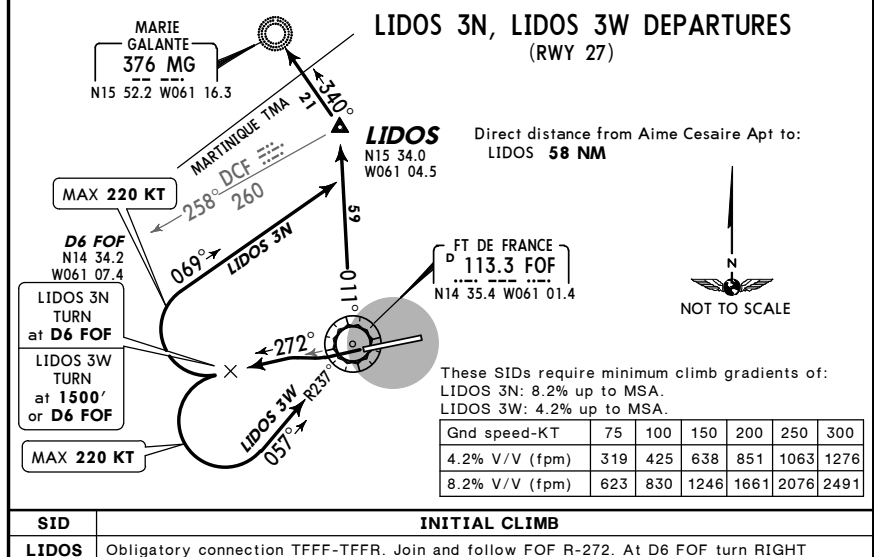 LIDOS 3N, LIDOS 3W DEPARTURES
(RWY 27)
MARIE
GALANTE
376 MG
N15 52.2 W061 16.3
340°
21
MARTINIQUE TMA
LIDOS
N15 34.0
W061 04.5
Direct distance from Aime Cesaire Apt to:
LIDOS 58 NM
258° DCF
260
MAX 220 KT
59
D6 FOF
N14 34.2
W061 07.4
069°
LIDOS 3N
011°
FT DE FRANCE
D 113.3 FOF
N14 35.4 W061 01.4
N
NOT TO SCALE
LIDOS 3N
TURN
at D6 FOF
LIDOS 3W
TURN
at 1500'
or D6 FOF
272°
R237°
LIDOS 3W
057°
MAX 220 KT
These SIDs require minimum climb gradients of:
LIDOS 3N: 8.2% up to MSA.
LIDOS 3W: 4.2% up to MSA.
Gnd speed-KT 75 100 150 200 250 300
4.2% V/V (fpm) 319 425 638 851 1063 1276
8.2% V/V (fpm) 623 830 1246 1661 2076 2491
SID INITIAL CLIMB
LIDOS Obligatory connection TFFF-TFFR. Join and follow FOF R-272. At D6 FOF turn RIGHT